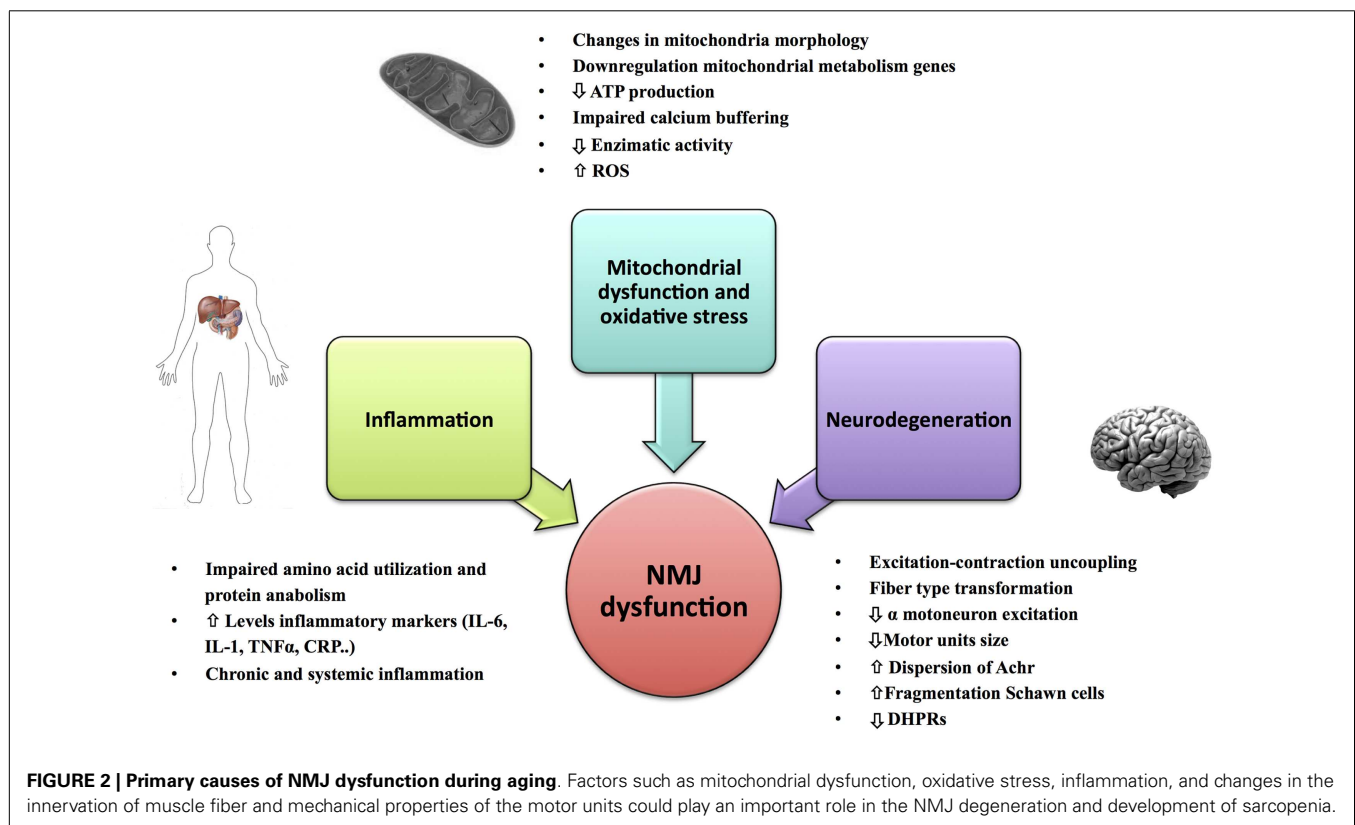 • Changes in mitochondria morphology
• Downregulation mitochondrial metabolism genes
• ⇩ ATP production
• Impaired calcium buffering
• ⇩ Enzimatic activity
• ⇧ ROS
Mitochondrial
dysfunction and
oxidative stress
Inflammation
Neurodegeneration
NMJ
dysfunction
• Impaired amino acid utilization and
protein anabolism
• ⇧ Levels inflammatory markers (IL-6,
IL-1, TNFα, CRP..)
• Chronic and systemic inflammation
• Excitation-contraction uncoupling
• Fiber type transformation
• ⇩ α motoneuron excitation
• ⇩Motor units size
• ⇧ Dispersion of Achr
• ⇧Fragmentation Schawn cells
• ⇩ DHPRs
FIGURE 2 | Primary causes of NMJ dysfunction during aging. Factors such as mitochondrial dysfunction, oxidative stress, inflammation, and changes in the
innervation of muscle fiber and mechanical properties of the motor units could play an important role in the NMJ degeneration and development of sarcopenia.